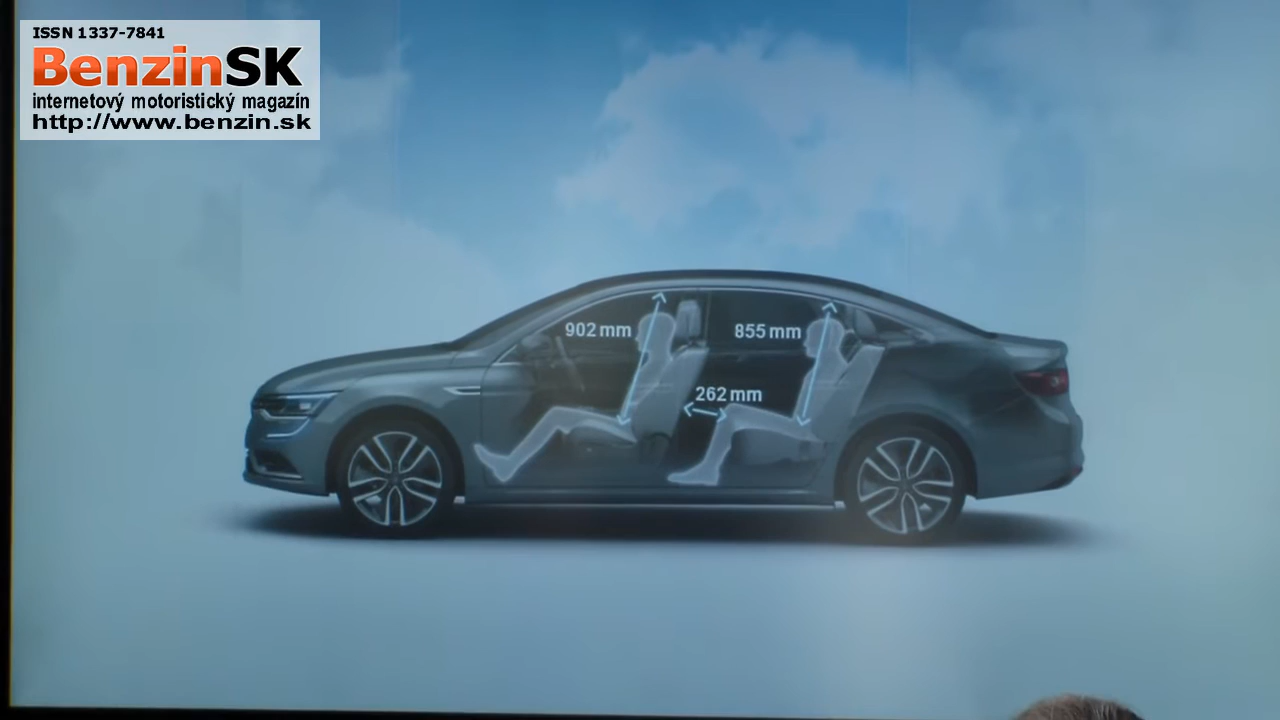 ISSN 1337-7841
BenzinSK
internetový motoristický magazín
http://www.benzin.sk
902 mm
855 mm
262 mm